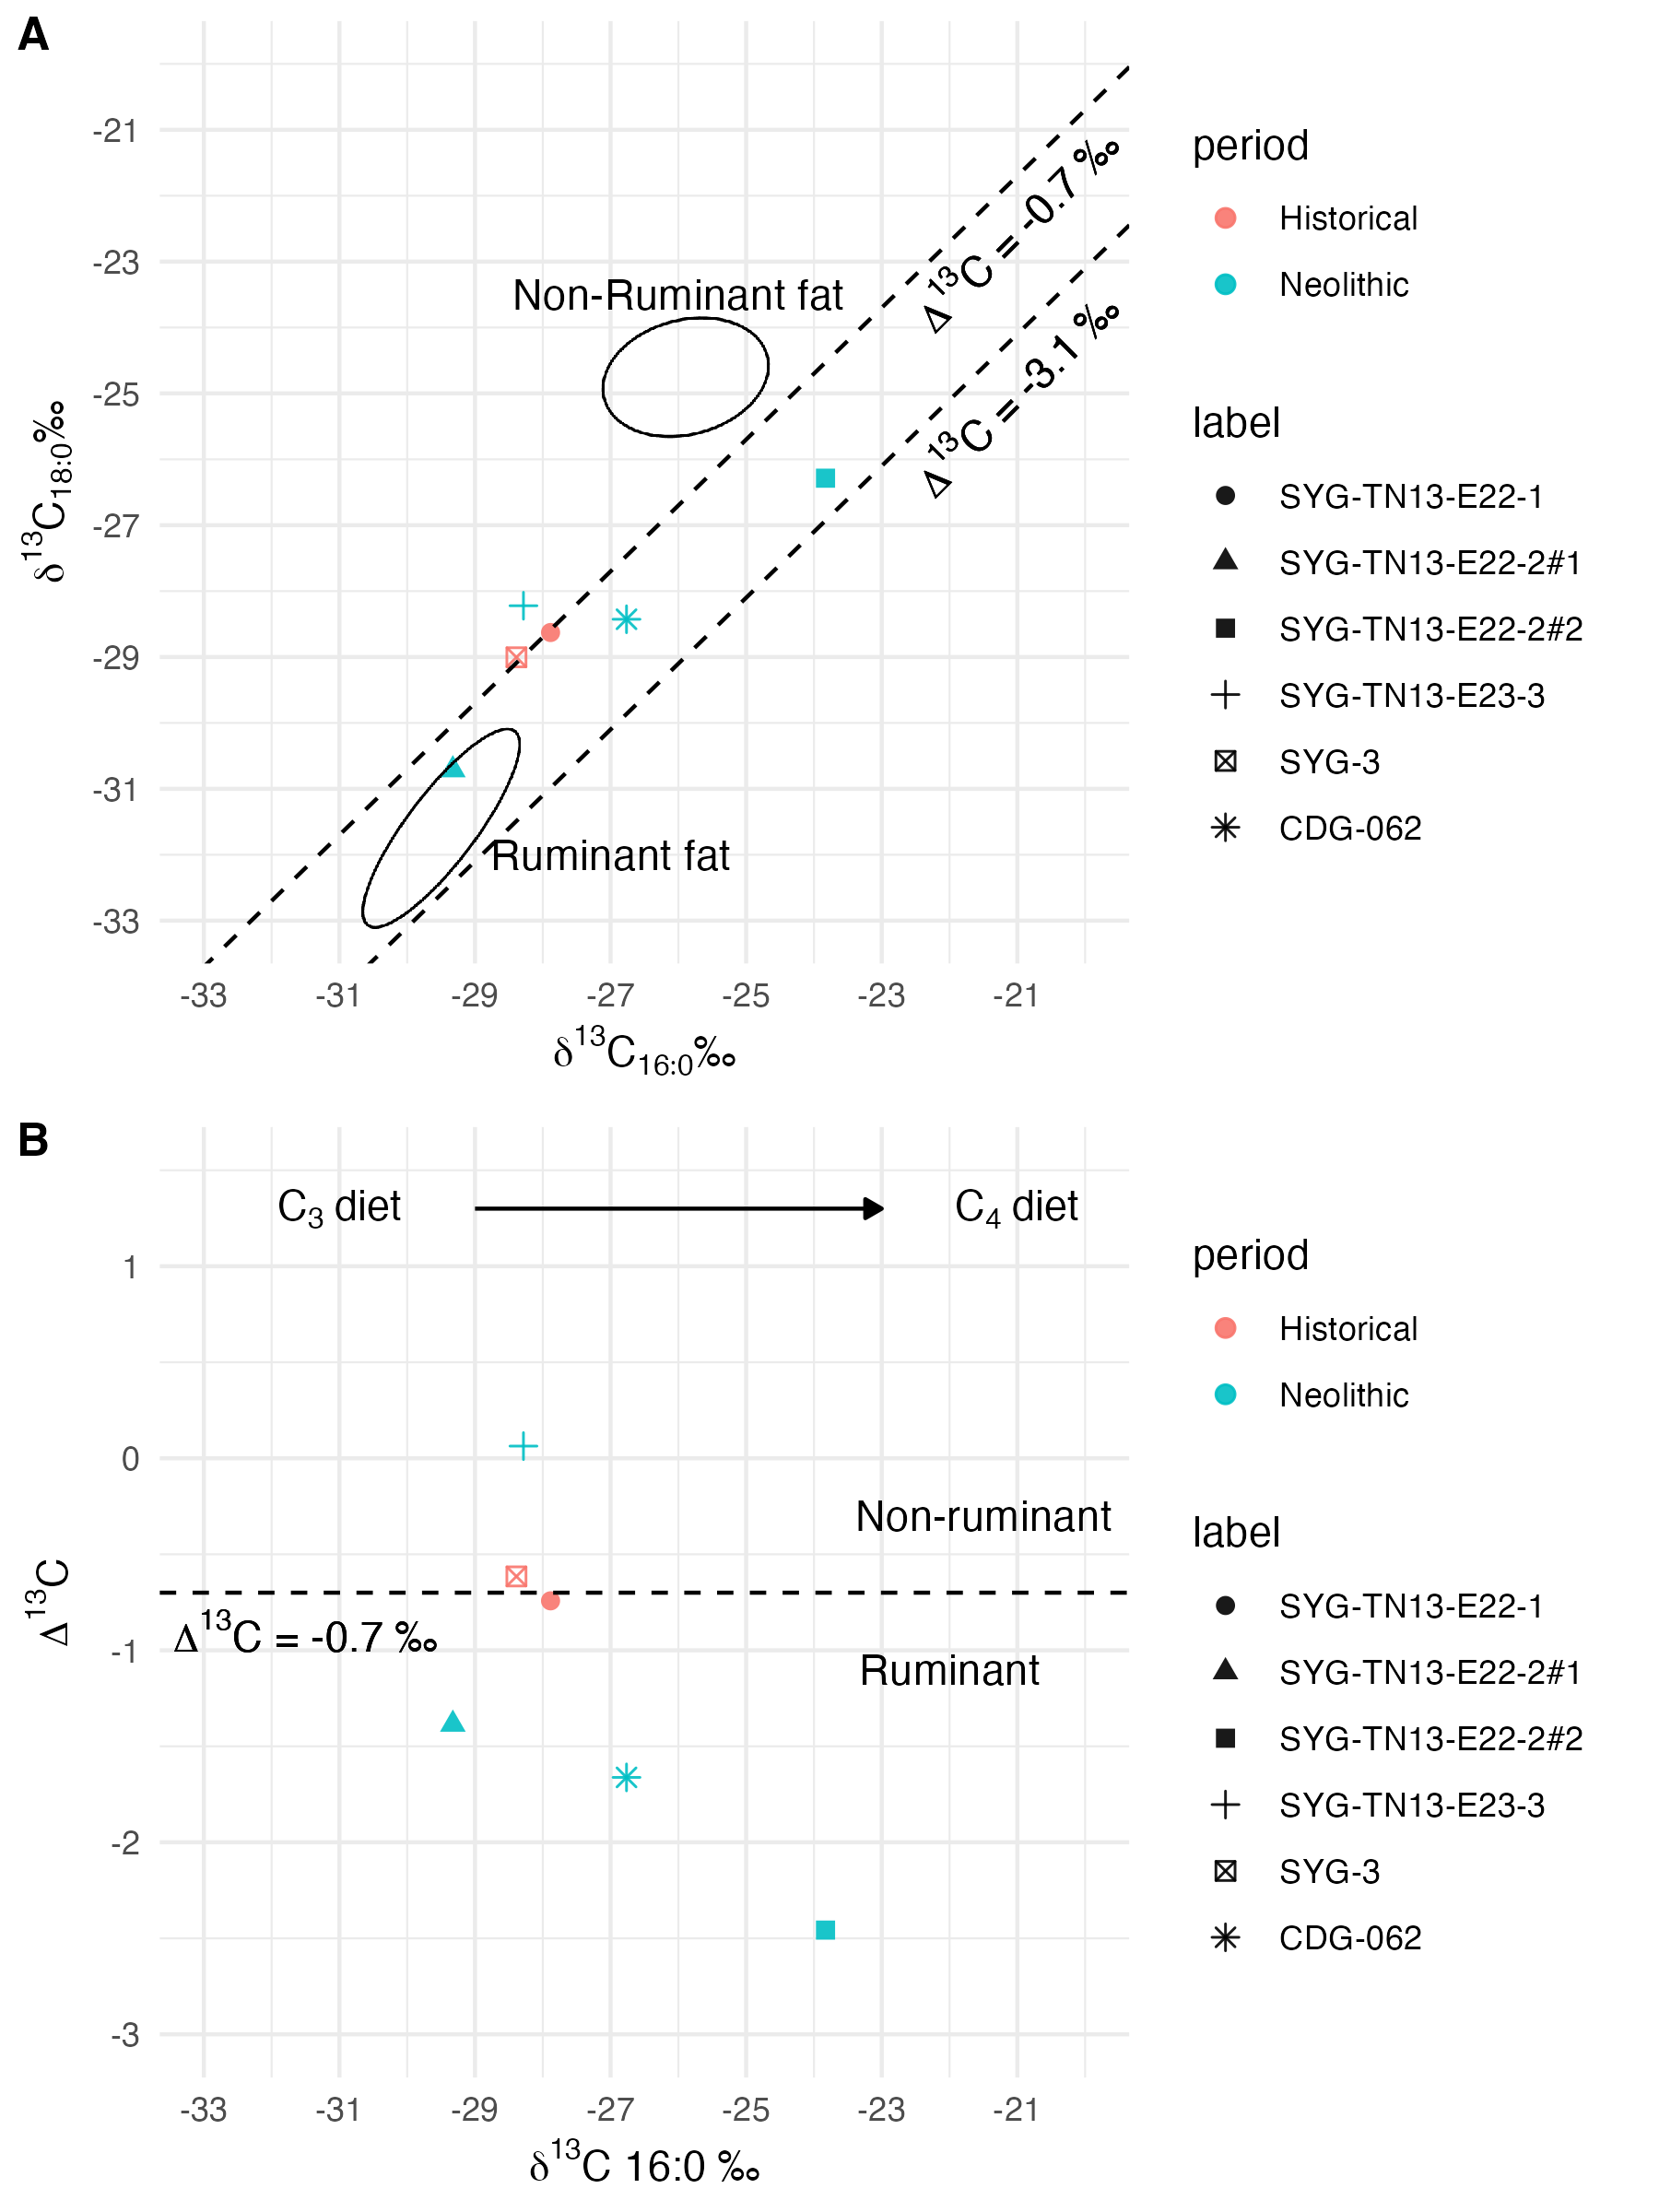 A
Non-Ruminant fat
Δ¹³C = -0.7 ‰
Δ¹³C = -3.1 ‰
Ruminant fat
-21
-23
-25
-27
-29
-31
-33
-33 -31 -29 -27 -25 -23 -21
δ¹³C₁₈:₀‰
δ¹³C₁₆:₀‰
period
Historical
Neolithic
label
SYG-TN13-E22-1
SYG-TN13-E22-2#1
SYG-TN13-E22-2#2
SYG-TN13-E23-3
SYG-3
CDG-062
B
C₃ diet
C₄ diet
Non-ruminant
Δ¹³C = -0.7 ‰
Ruminant
1
0
-1
-2
-3
-33 -31 -29 -27 -25 -23 -21
Δ¹³C
δ¹³C 16:0 ‰
period
Historical
Neolithic
label
SYG-TN13-E22-1
SYG-TN13-E22-2#1
SYG-TN13-E22-2#2
SYG-TN13-E23-3
SYG-3
CDG-062